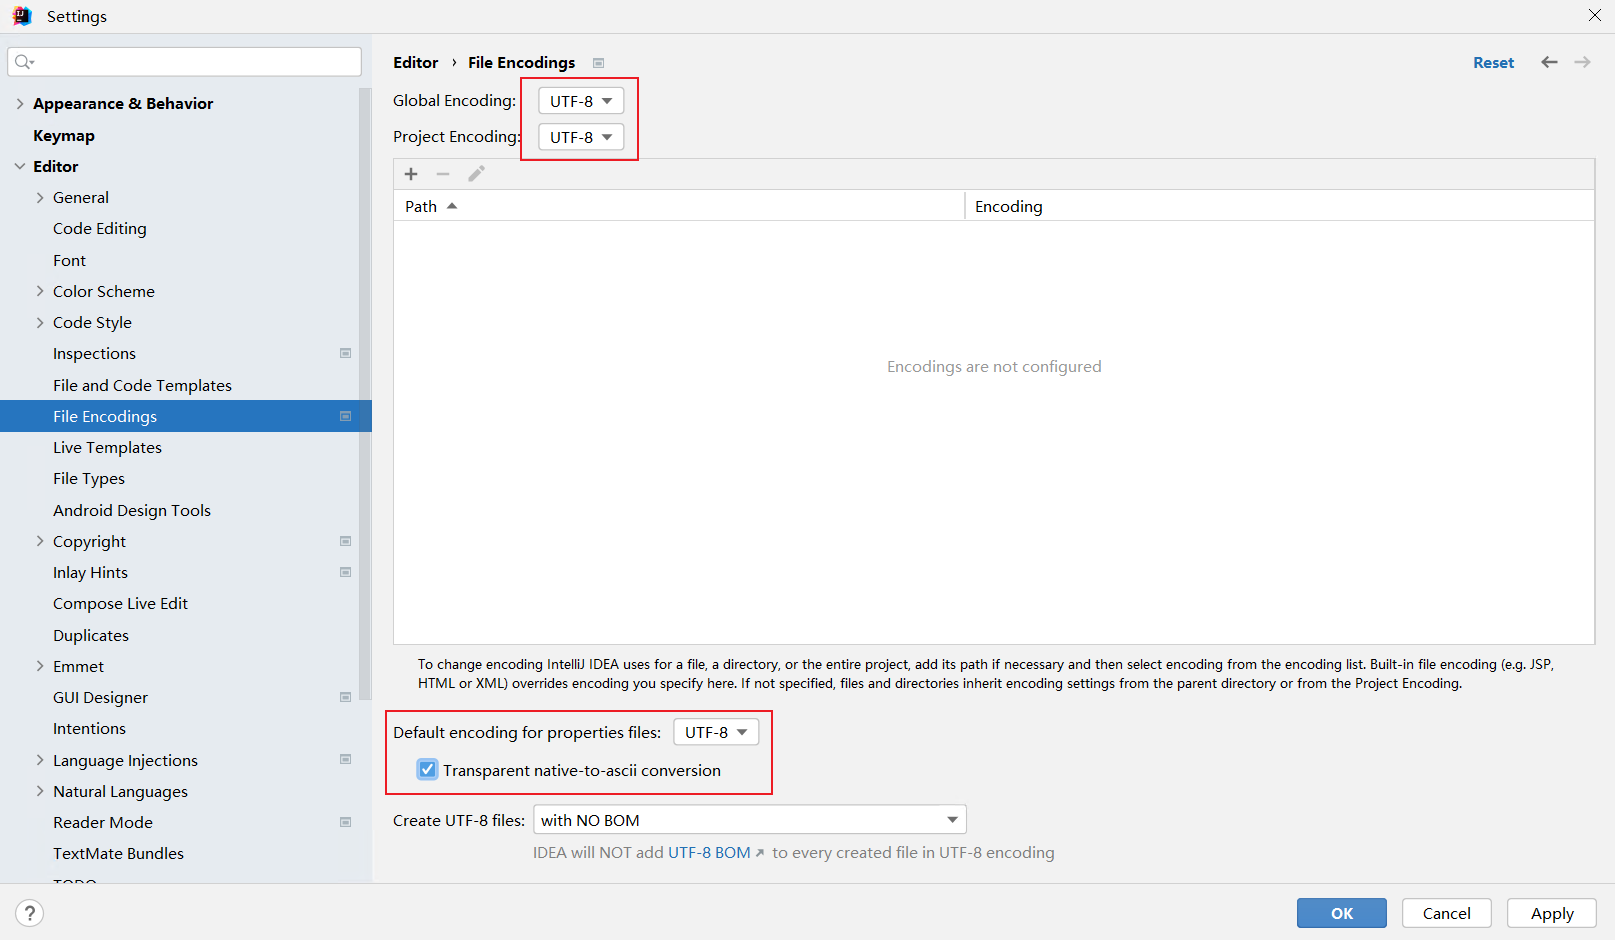 Settings
Appearance & Behavior
Keymap
Editor
General
Code Editing
Font
Color Scheme
Code Style
Inspections
File and Code Templates
File Encodings
Live Templates
File Types
Android Design Tools
Copyright
Inlay Hints
Compose Live Edit
Duplicates
Emmet
GUI Designer
Intentions
Language Injections
Natural Languages
Reader Mode
TextMate Bundles
TODO
Editor › File Encodings
Reset
Global Encoding: UTF-8
Project Encoding: UTF-8
Path Encoding
Encodings are not configured
To change encoding IntelliJ IDEA uses for a file, a directory, or the entire project, add its path if necessary and then select encoding from the encoding list. Built-in file encoding (e.g. JSP,
HTML or XML) overrides encoding you specify here. If not specified, files and directories inherit encoding settings from the parent directory or from the Project Encoding.
Default encoding for properties files: UTF-8
Transparent native-to-ascii conversion
Create UTF-8 files: with NO BOM
IDEA will NOT add UTF-8 BOM ↗ to every created file in UTF-8 encoding
?
OK Cancel Apply